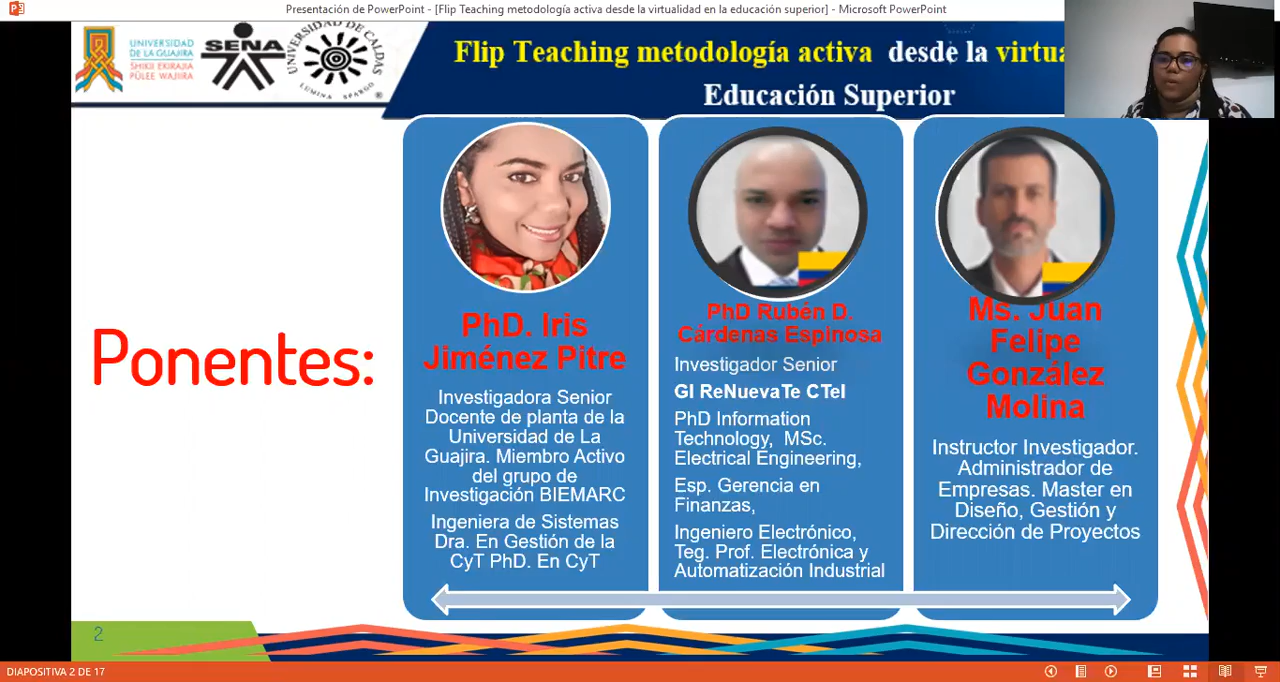 Presentación de PowerPoint - [Flip Teaching metodología activa desde la virtualidad en la educación superior] - Microsoft PowerPoint
UNIVERSIDAD
DE LA GUAJIRA
SHIKII EKIRAJIA
PÜLEE WAJIIRA
SENA
UNIVERSIDAD DE CALDAS
LUMINA SPARGO
Flip Teaching metodología activa desde la virtua
Educación Superior
Ponentes:
PhD. Iris
Jiménez Pitre
Investigadora Senior
Docente de planta de la
Universidad de La
Guajira. Miembro Activo
del grupo de
Investigación BIEMARC
Ingeniera de Sistemas
Dra. En Gestión de la
CyT PhD. En CyT
PhD Rubén D.
Cárdenas Espinosa
Investigador Senior
GI ReNuevaTe CTeI
PhD Information
Technology, MSc.
Electrical Engineering,
Esp. Gerencia en
Finanzas,
Ingeniero Electrónico,
Teg. Prof. Electrónica y
Automatización Industrial
Ms. Juan
Felipe
González
Molina
Instructor Investigador.
Administrador de
Empresas. Master en
Diseño, Gestión y
Dirección de Proyectos
2
DIAPOSITIVA 2 DE 17